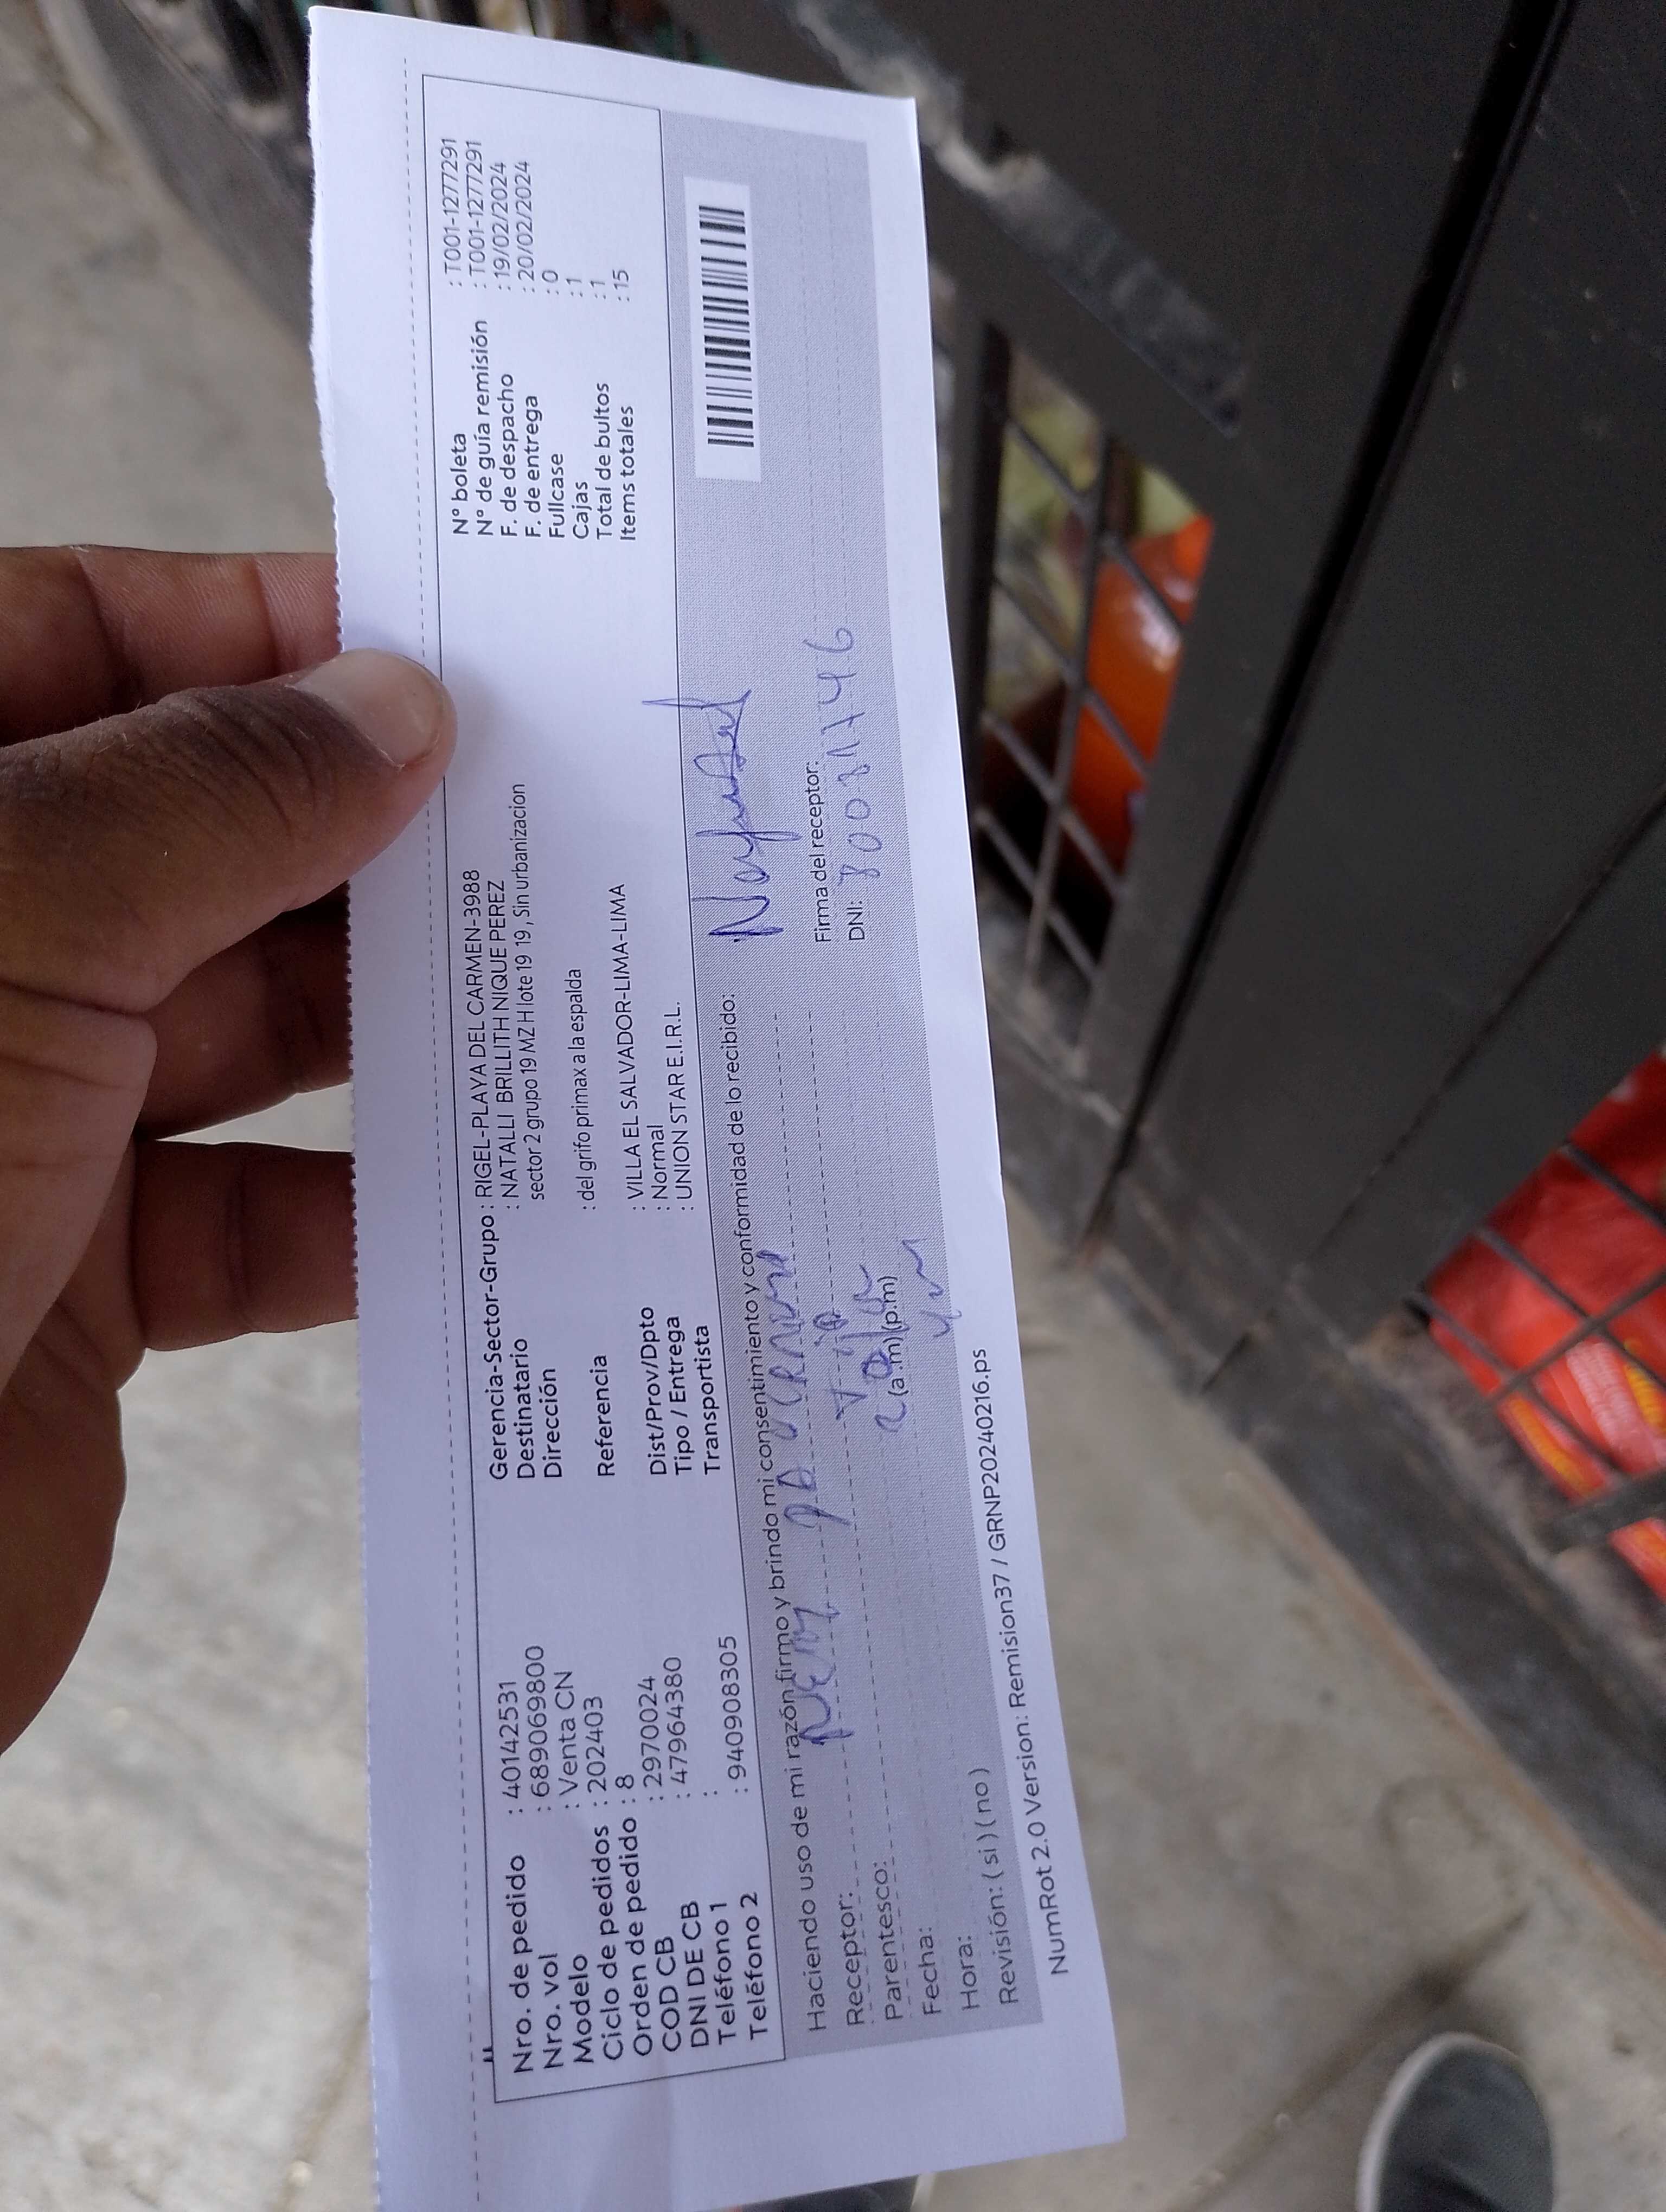 Nro. de pedido : 40142531
Nro. vol : 689069800
Modelo : Venta CN
Ciclo de pedidos : 202403
Orden de pedido : 8
COD CB : 2970024
DNI DE CB : 47964380
Teléfono 1 :
Teléfono 2 : 940908305
Gerencia-Sector-Grupo : RIGEL-PLAYA DEL CARMEN-3988
Destinatario : NATALLI BRILLITH NIQUE PEREZ
Dirección sector 2 grupo 19 MZ H lote 19 19 , Sin urbanizacion
Referencia : del grifo primax a la espalda
Dist/Prov/Dpto : VILLA EL SALVADOR-LIMA-LIMA
Tipo / Entrega : Normal
Transportista : UNION STAR E.I.R.L.
N° boleta : T001-1277291
N° de guía remisión : T001-1277291
F. de despacho : 19/02/2024
F. de entrega : 20/02/2024
Fullcase : 0
Cajas : 1
Total de bultos : 1
Items totales : 15
Haciendo uso de mi razón firmo y brindo mi consentimiento y conformidad de lo recibido:
Receptor:
Parentesco:
Fecha:
Hora: (a.m) (p.m)
Revisión: ( si ) ( no )
Firma del receptor:
DNI:
NumRot 2.0 Version: Remision37 / GRNP20240216.ps